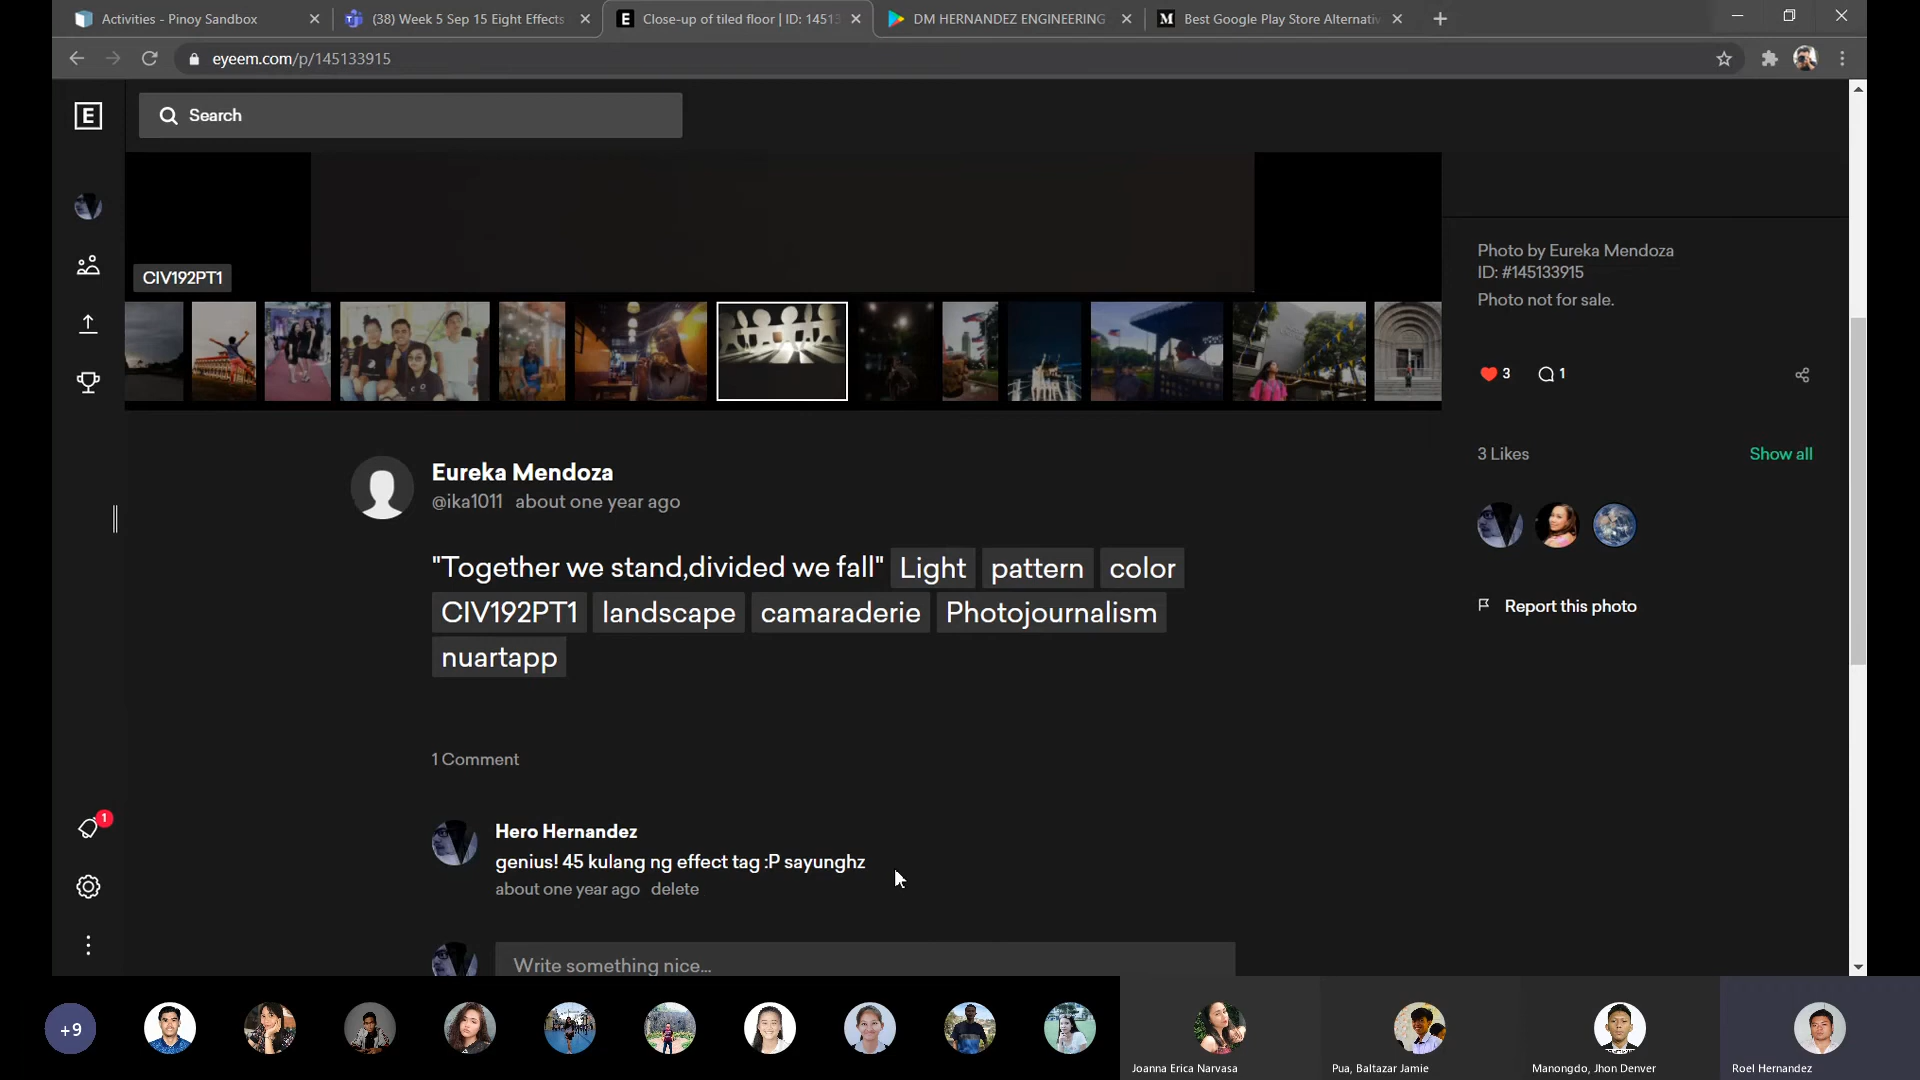 Activities - Pinoy Sandbox
(38) Week 5 Sep 15 Eight Effects
Close-up of tiled floor | ID: 1451
DM HERNANDEZ ENGINEERING
Best Google Play Store Alternati
eyeem.com/p/145133915
E
Search
CIV192PT1
Photo by Eureka Mendoza
ID: #145133915
Photo not for sale.
3 1
3 Likes Show all
Report this photo
Eureka Mendoza
@ika1011 about one year ago
"Together we stand,divided we fall" Light pattern color
CIV192PT1 landscape camaraderie Photojournalism
nuartapp
1 Comment
Hero Hernandez
genius! 45 kulang ng effect tag :P sayunghz
about one year ago delete
1
Write something nice...
+9
Joanna Erica Narvasa
Pua, Baltazar Jamie
Manongdo, Jhon Denver
Roel Hernandez